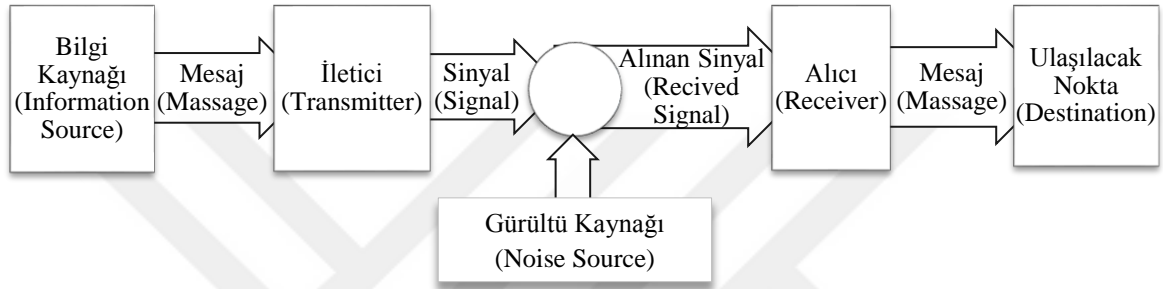 Bilgi
Kaynağı
(Information
Source)
Mesaj
(Massage)
İletici
(Transmitter)
Sinyal
(Signal)
Alınan Sinyal
(Recived
Signal)
Alıcı
(Receiver)
Mesaj
(Massage)
Ulaşılacak
Nokta
(Destination)
Gürültü Kaynağı
(Noise Source)